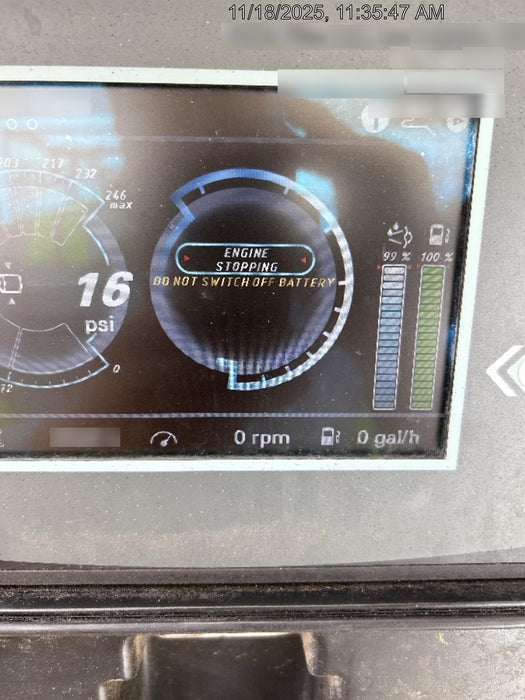 11/18/2025, 11:35:47 AM
217
232
246
max
ENGINE
STOPPING
DO NOT SWITCH OFF BATTERY
99 % 100 %
16
psi
0
72
0 rpm 0 gal/h